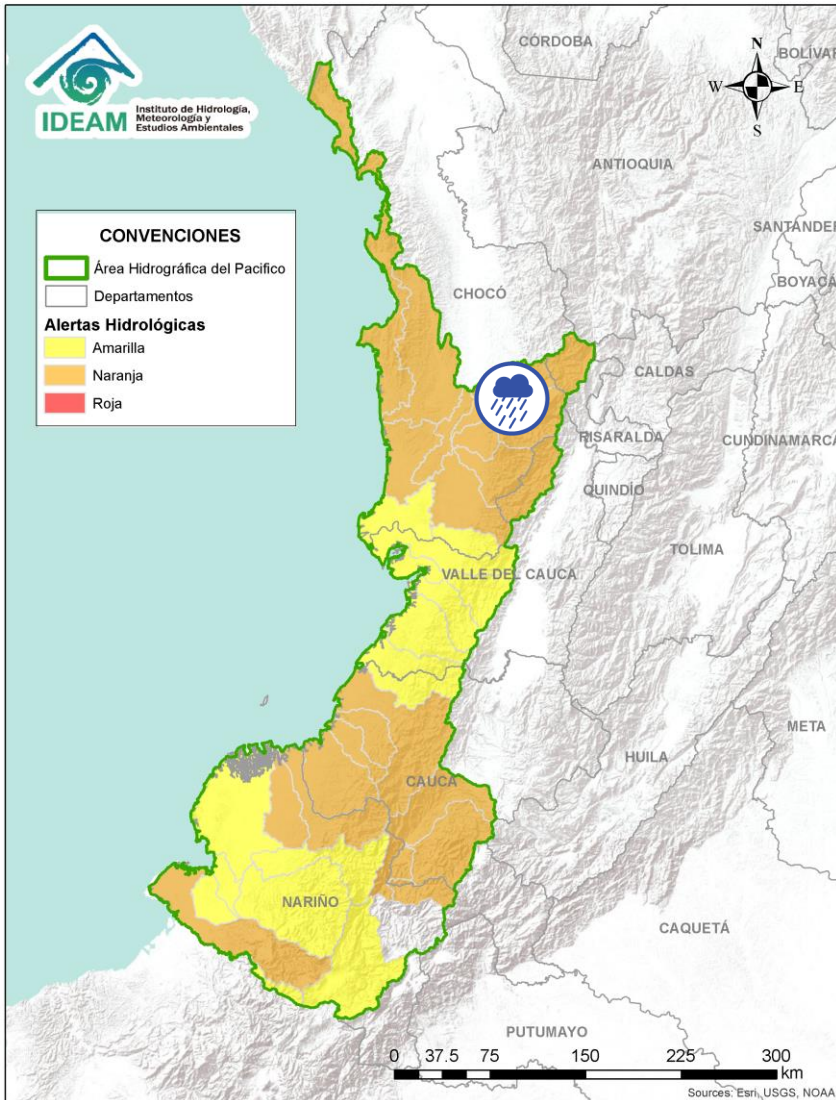 IDEAM
Instituto de Hidrología,
Meteorología y
Estudios Ambientales
CÓRDOBA
BOLÍVAR
N
W
E
S
ANTIOQUIA
SANTANDER
BOYACÁ
CONVENCIONES
Área Hidrográfica del Pacifico
Departamentos
Alertas Hidrológicas
Amarilla
Naranja
Roja
CHOCÓ
CALDAS
RISARALDA
CUNDINAMARCA
QUINDÍO
TOLIMA
VALLE DEL CAUCA
META
HUILA
CAUCA
NARIÑO
CAQUETÁ
PUTUMAYO
0 37.5 75 150 225 300
km
Sources: Esri, USGS, NOAA